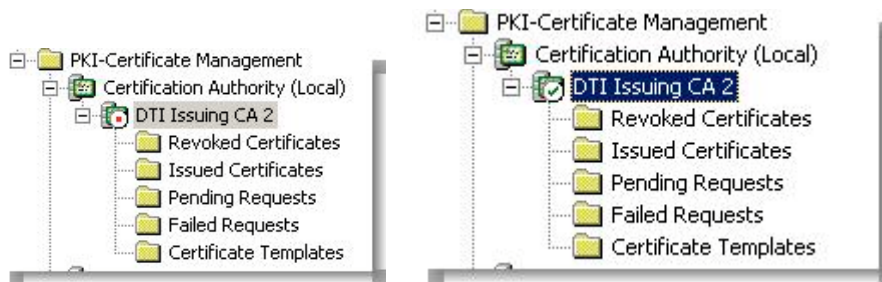 PKI-Certificate Management
Certification Authority (Local)
DTI Issuing CA 2
Revoked Certificates
Issued Certificates
Pending Requests
Failed Requests
Certificate Templates
PKI-Certificate Management
Certification Authority (Local)
DTI Issuing CA 2
Revoked Certificates
Issued Certificates
Pending Requests
Failed Requests
Certificate Templates